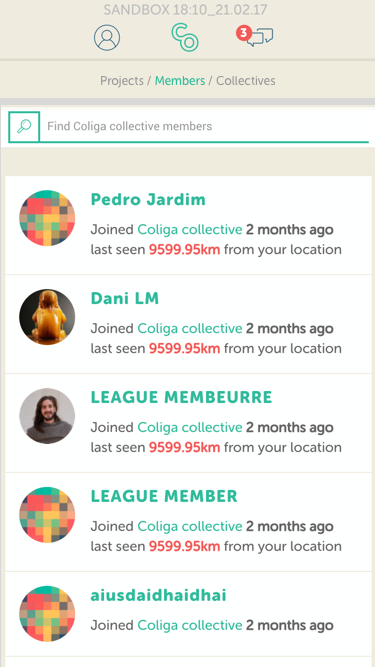 SANDBOX 18:10_21.02.17
3
Projects / Members / Collectives
Find Coliga collective members
Pedro Jardim
Joined Coliga collective 2 months ago
last seen 9599.95km from your location
Dani LM
Joined Coliga collective 2 months ago
last seen 9599.95km from your location
LEAGUE MEMBEURRE
Joined Coliga collective 2 months ago
last seen 9599.95km from your location
LEAGUE MEMBER
Joined Coliga collective 2 months ago
last seen 9599.95km from your location
aiusdaidhaidhai
Joined Coliga collective 2 months ago